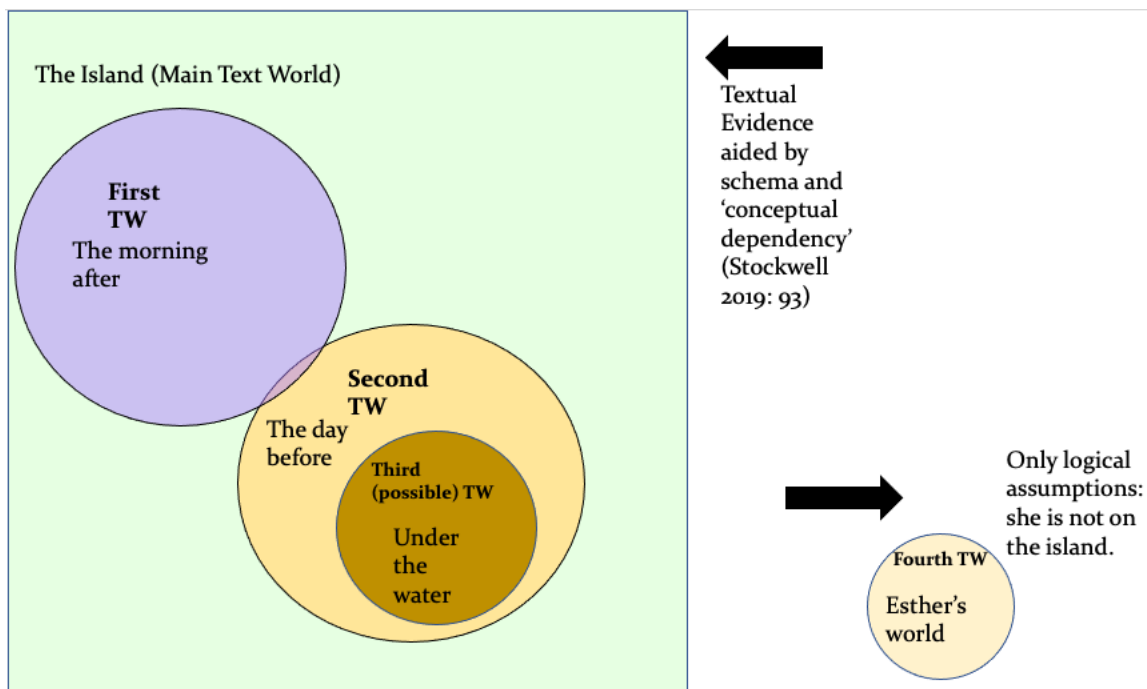 The Island (Main Text World)
First
TW
The morning
after
Second
TW
The day
before
Third
(possible) TW
Under
the
water
Textual
Evidence
aided by
schema and
‘conceptual
dependency’
(Stockwell
2019: 93)
Only logical
assumptions:
she is not on
the island.
Fourth TW
Esther’s
world